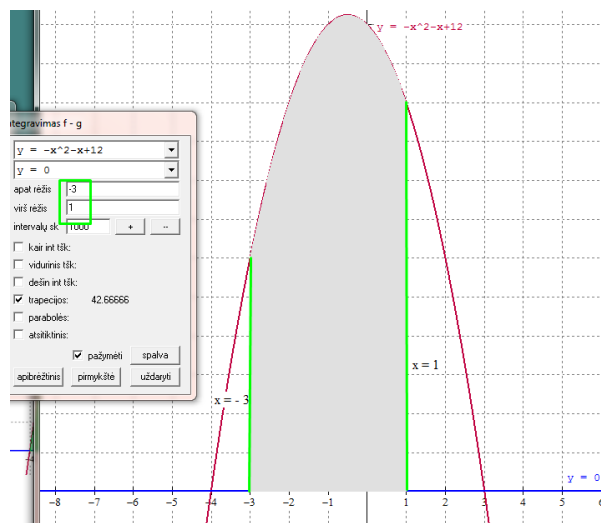 y = -x^2-x+12
tegravimas f - g
y = -x^2-x+12
y = 0
apat rėžis -3
virš rėžis 1
intervalų sk 1000 + --
kair int tšk:
vidurinis tšk:
dešin int tšk:
trapecijos: 42.66666
parabolės:
atsitiktinis:
pažymėti spalva
apibrėžtinis pirmykštė uždaryti
x = 1
x = - 3
y = 0
-8 -7 -6 -5 -4 -3 -2 -1 1 2 3 4 5 6